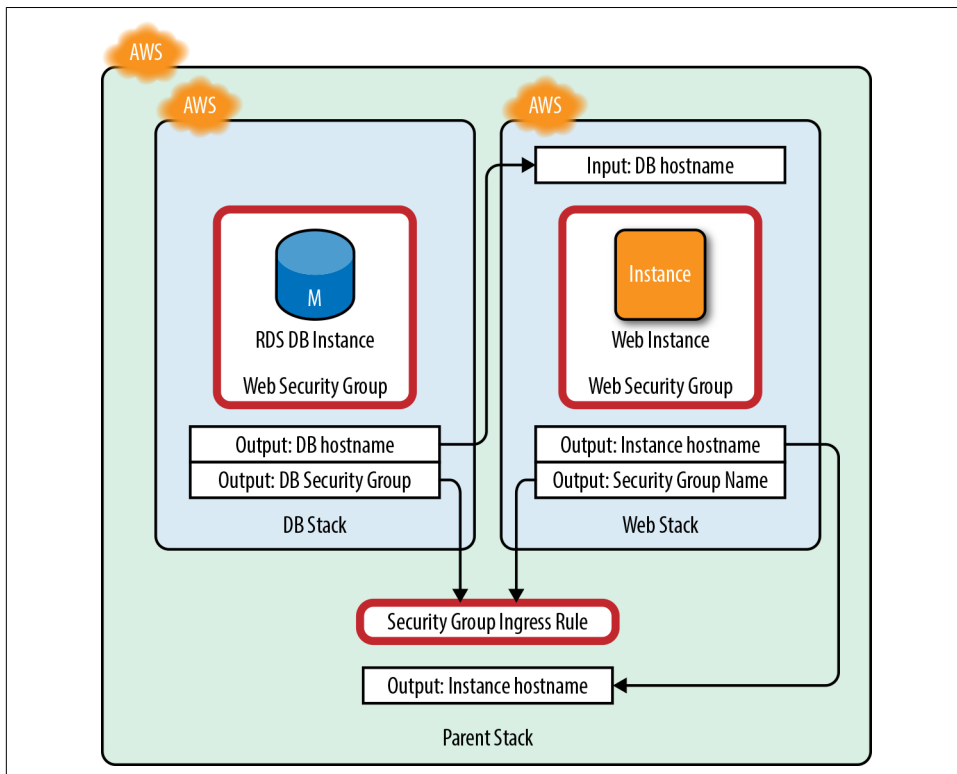 AWS
AWS
AWS
Input: DB hostname
M
RDS DB Instance
Web Security Group
Instance
Web Instance
Web Security Group
Output: DB hostname
Output: DB Security Group
DB Stack
Output: Instance hostname
Output: Security Group Name
Web Stack
Security Group Ingress Rule
Output: Instance hostname
Parent Stack